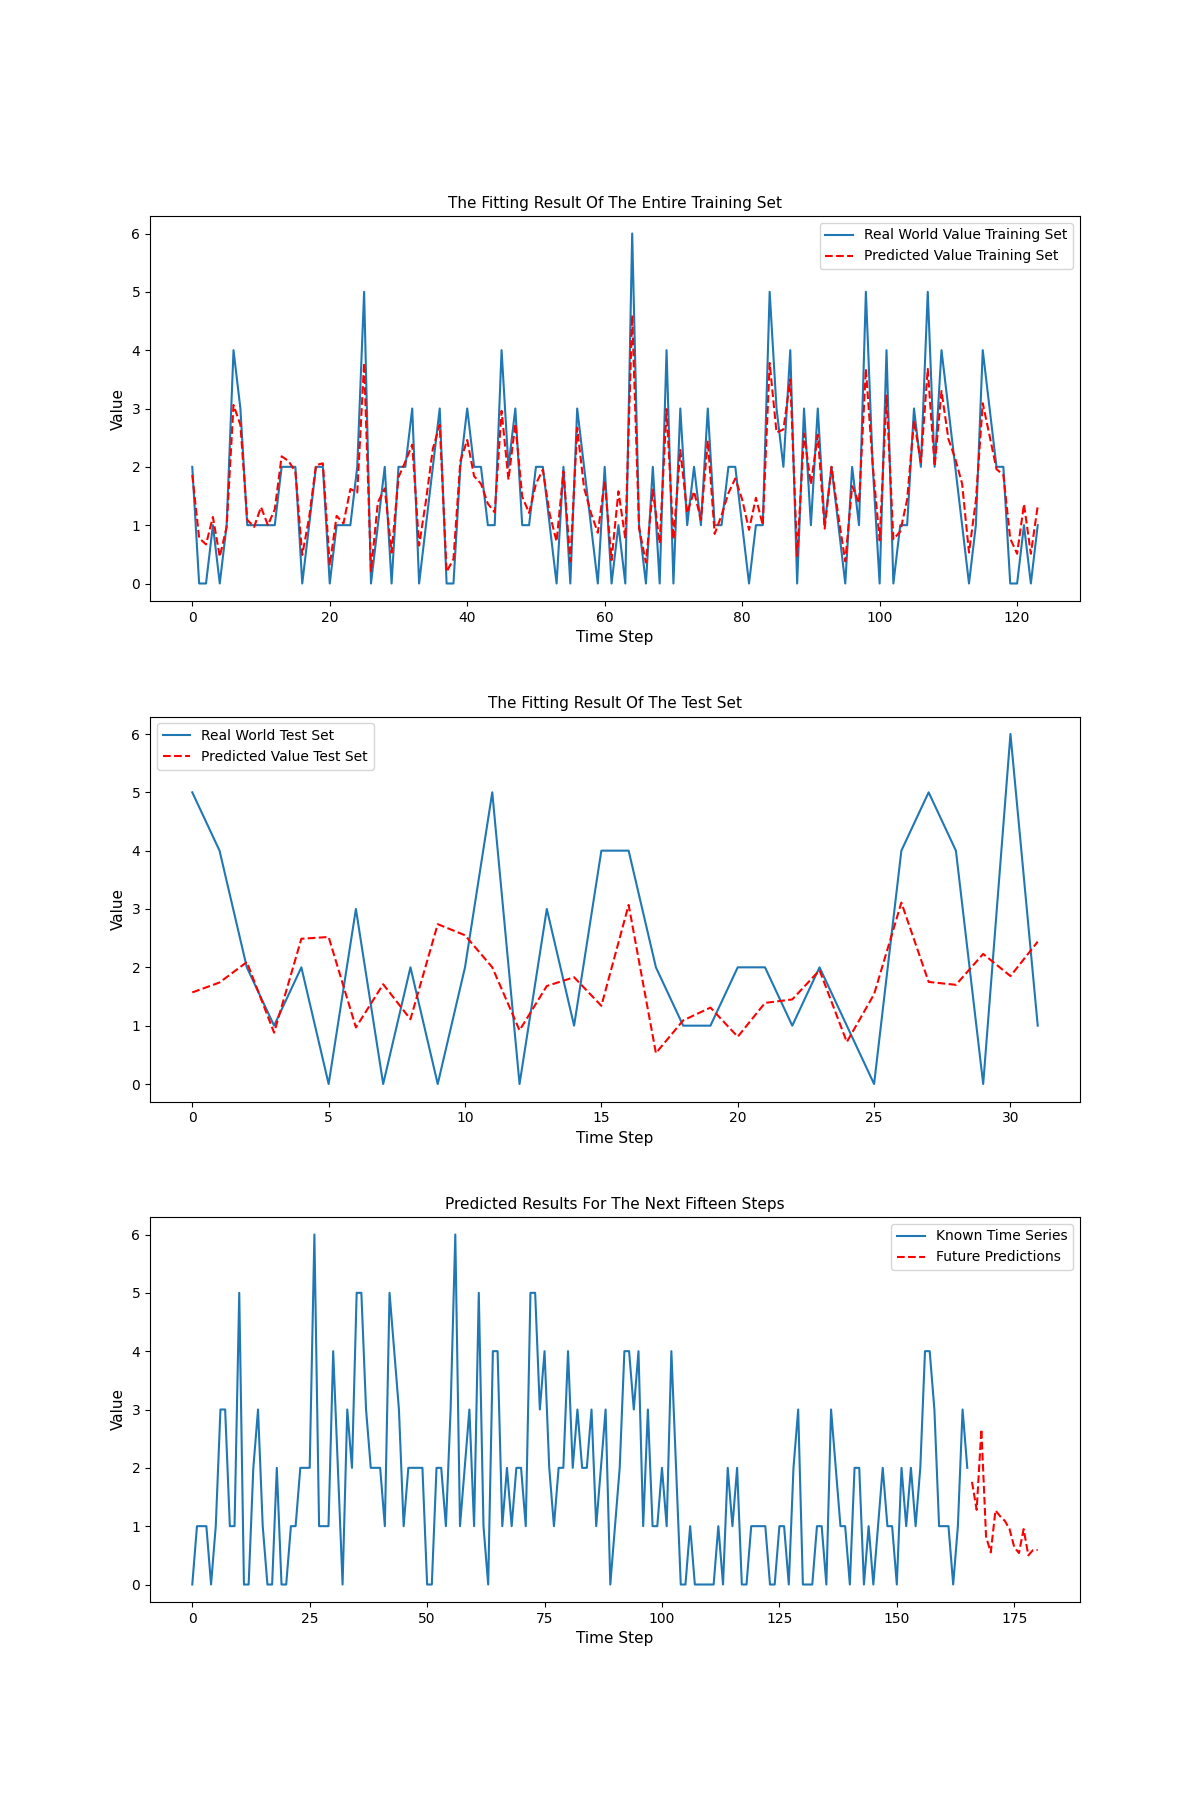 The Fitting Result Of The Entire Training Set
Real World Value Training Set
Predicted Value Training Set
Value
6
5
4
3
2
1
0
0 20 40 60 80 100 120
Time Step
The Fitting Result Of The Test Set
Real World Test Set
Predicted Value Test Set
Value
6
5
4
3
2
1
0
0 5 10 15 20 25 30
Time Step
Predicted Results For The Next Fifteen Steps
Known Time Series
Future Predictions
Value
6
5
4
3
2
1
0
0 25 50 75 100 125 150 175
Time Step